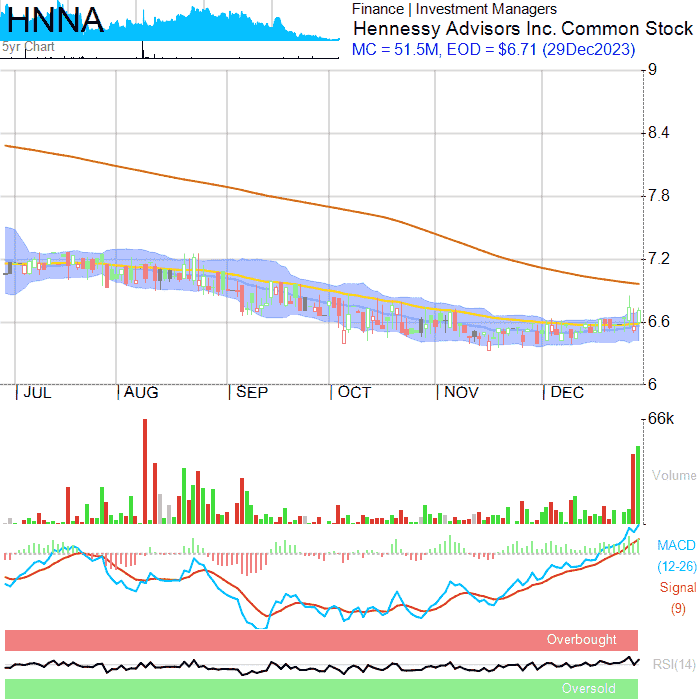 HNNA
5yr Chart
Finance | Investment Managers
Hennessy Advisors Inc. Common Stock
MC = 51.5M, EOD = $6.71 (29Dec2023)
9
8.4
7.8
7.2
6.6
6
JUL AUG SEP OCT NOV DEC
66k
Volume
MACD
(12-26)
Signal
(9)
Overbought
RSI(14)
Oversold